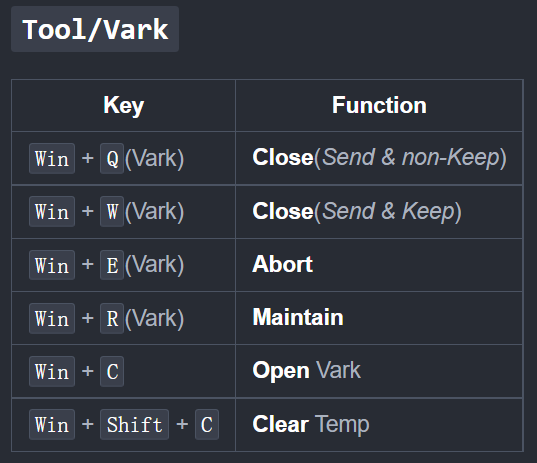 Tool/Vark
Key Function
Win + Q(Vark) Close(Send & non-Keep)
Win + W(Vark) Close(Send & Keep)
Win + E(Vark) Abort
Win + R(Vark) Maintain
Win + C Open Vark
Win + Shift + C Clear Temp